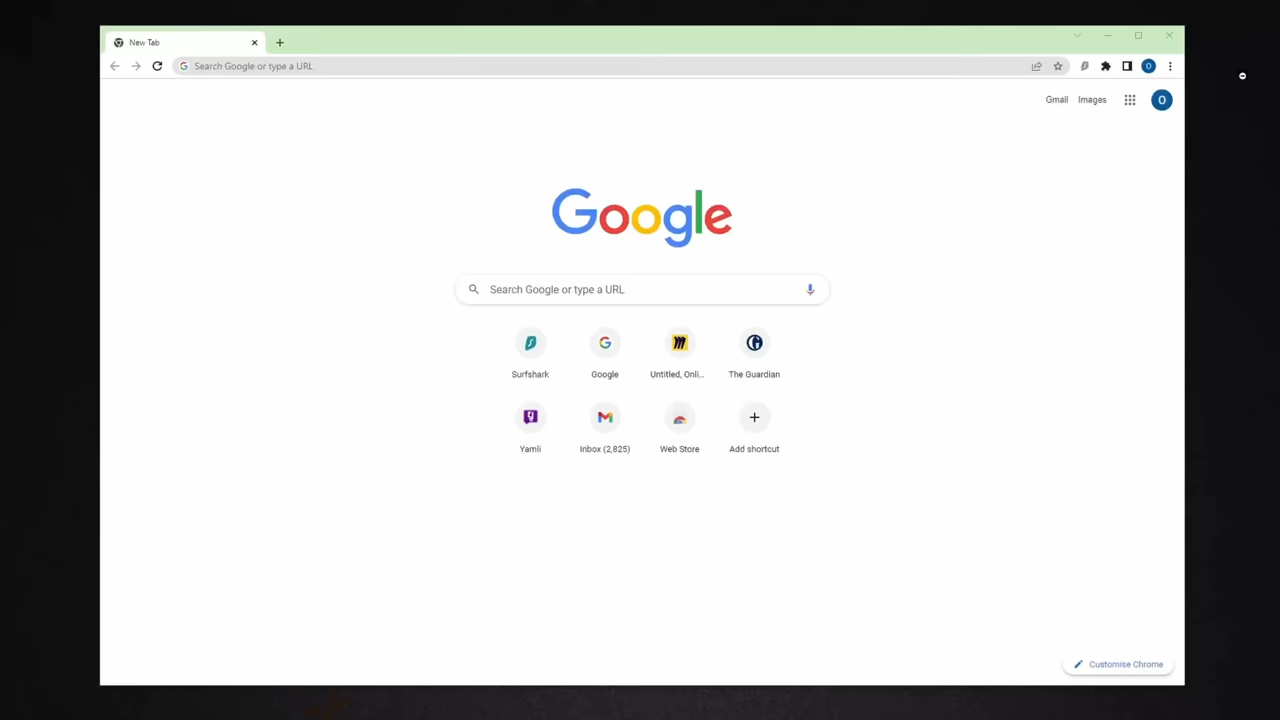 New Tab
Search Google or type a URL
O
Gmail
Images
O
Google
Search Google or type a URL
Surfshark
Google
Untitled, Onli...
The Guardian
Yamli
Inbox (2,825)
Web Store
Add shortcut
Customise Chrome